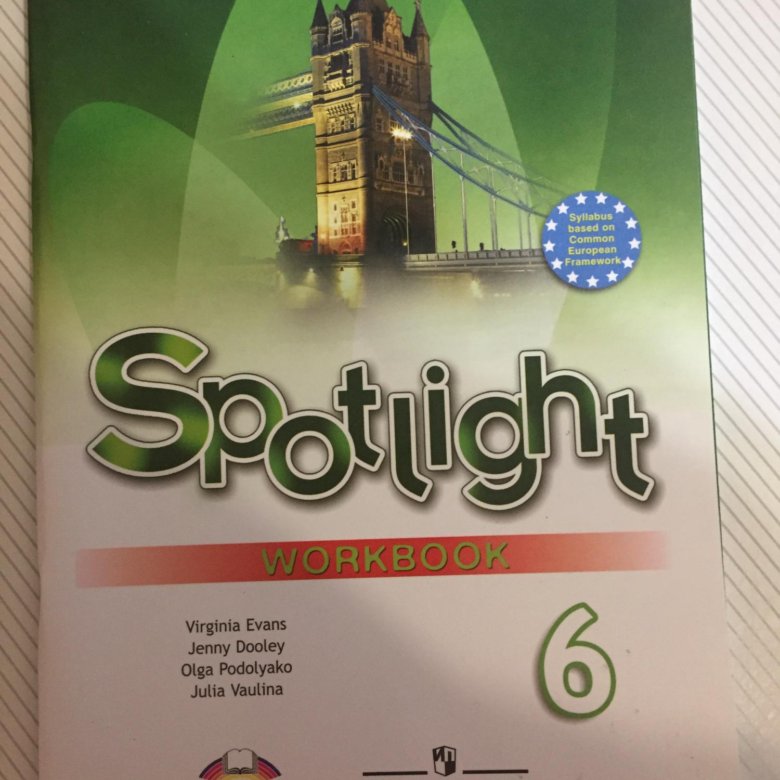 Syllabus
based on
Common
European
Framework
Spotlight
WORKBOOK
Virginia Evans
Jenny Dooley
Olga Podolyako
Julia Vaulina
6